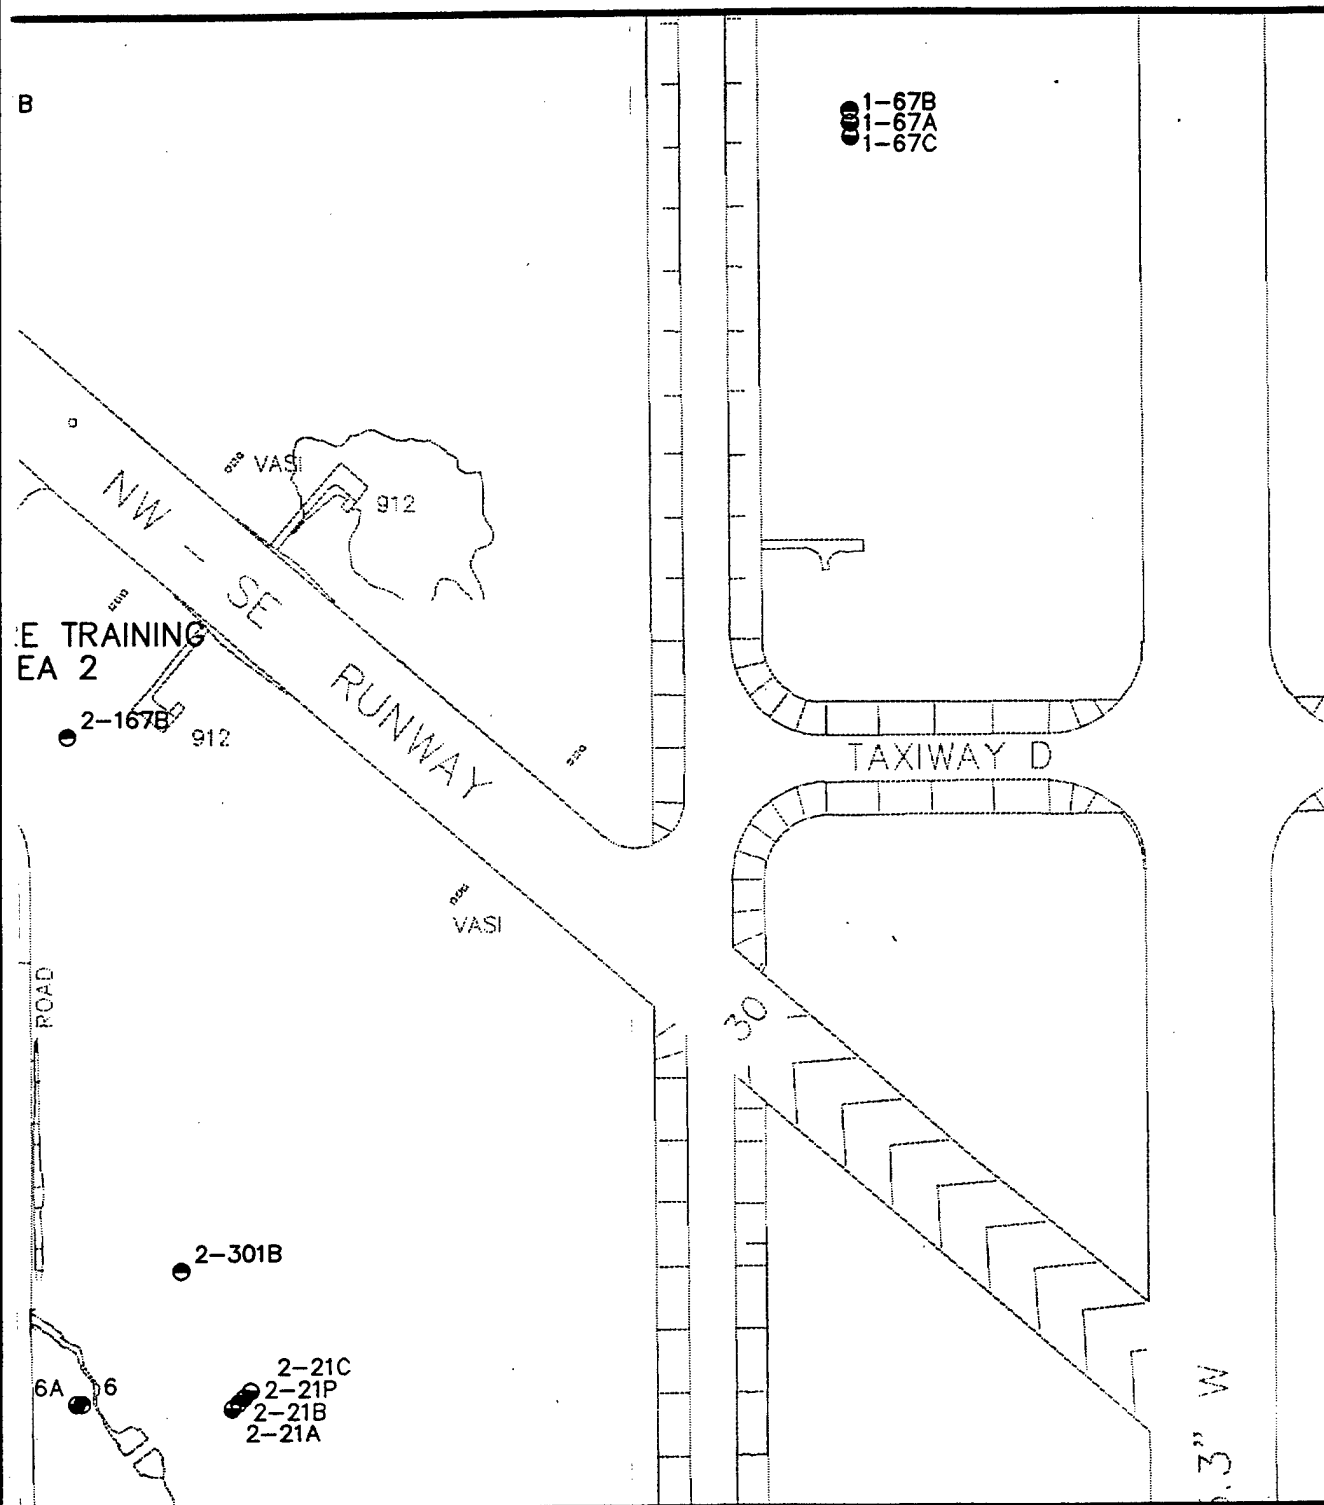 B
1-67B
1-67A
1-67C
VASI
912
NW - SE RUNWAY
E TRAINING
EA 2
2-167B
912
TAXIWAY D
VASI
ROAD
30
2-301B
2-21C
6A 6
2-21P
2-21B
2-21A
.3" W